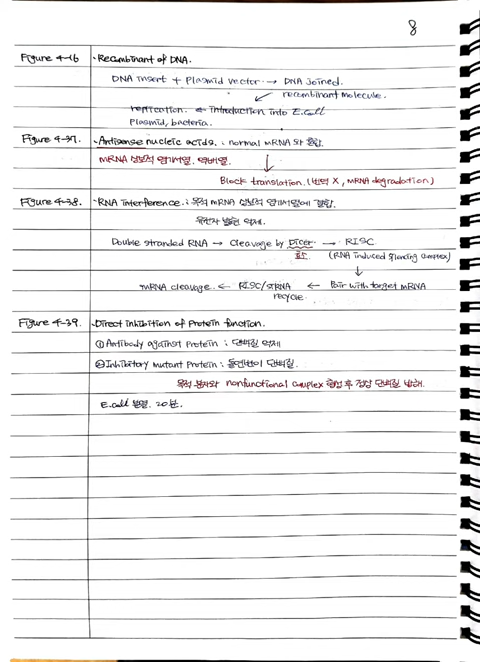 8
Figure 4-16 · Recombinant of DNA.
DNA insert + Plasmid vector → DNA Joined.
↙ recombinant molecule.
replication. ← introduction into E.coli
Plasmid, bacteria.
Figure 4-37. · Antisense nucleic acids. : normal mRNA와 혼합.
mRNA 상보적 염기서열, 역배열. ↓
Block translation. (번역 X, mRNA degradation)
Figure 4-38. · RNA interference. : 목적 mRNA 상보적 염기서열에 결합.
유전자 발현 억제.
Double stranded RNA → Cleavage by Dicer → RISC
효소 (RNA induced silencing complex)
↓
mRNA cleavage. ← RISC/siRNA ← Pair with target mRNA
recycle.
Figure 4-39. · Direct inhibition of Protein function.
① Antibody against Protein : 단백질 억제
② Inhibitory mutant Protein : 돌연변이 단백질.
목적 분자와 nonfunctional complex 형성 후 정상 단백질 방해.
E.coli 분열. 20분.